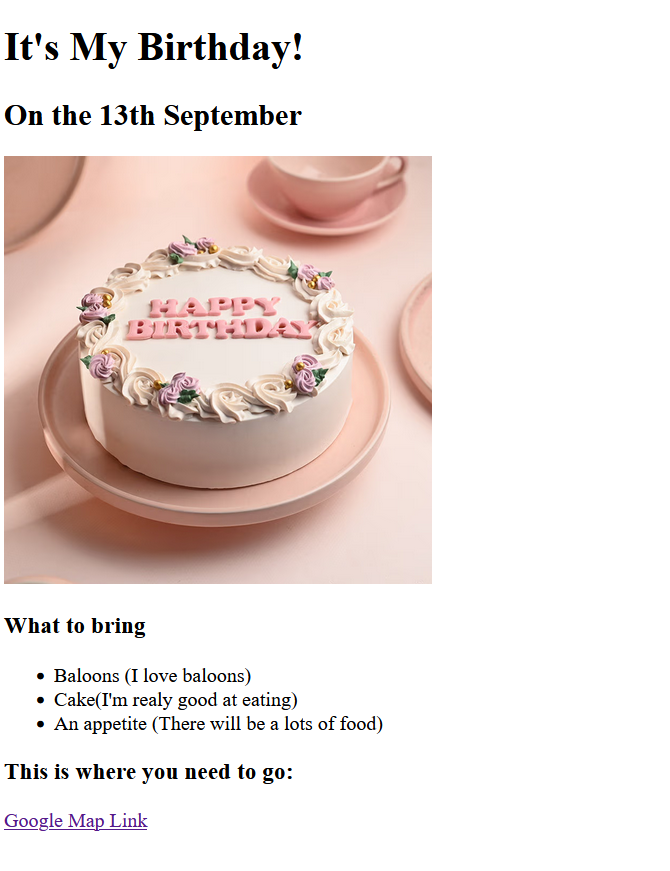 It's My Birthday!
On the 13th September
HAPPY
BIRTHDAY
What to bring
Baloons (I love baloons)
Cake(I'm realy good at eating)
An appetite (There will be a lots of food)
This is where you need to go:
Google Map Link